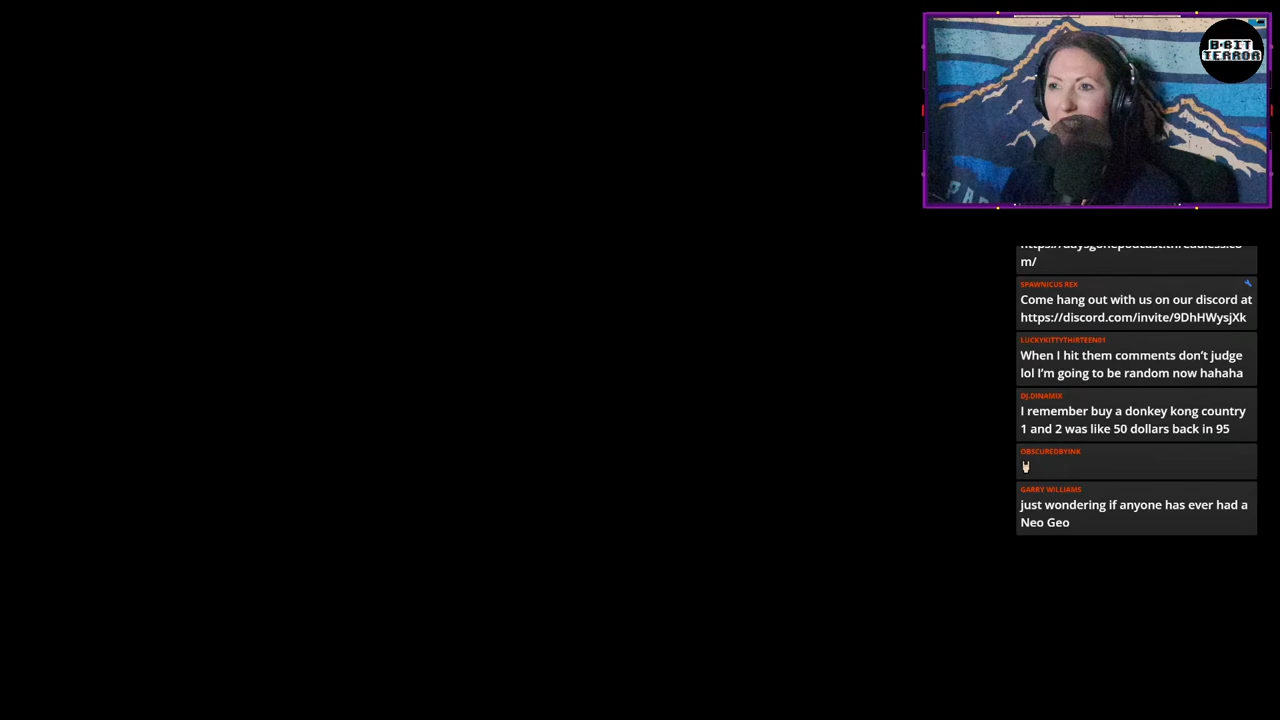 8-BIT
TERROR
m/
SPAWNICUS REX
Come hang out with us on our discord at
https://discord.com/invite/9DhHWysjXk
LUCKYKITTYTHIRTEEN01
When I hit them comments don’t judge
lol I’m going to be random now hahaha
DJ.DINAMIX
I remember buy a donkey kong country
1 and 2 was like 50 dollars back in 95
OBSCUREDBYINK
GARRY WILLIAMS
just wondering if anyone has ever had a
Neo Geo